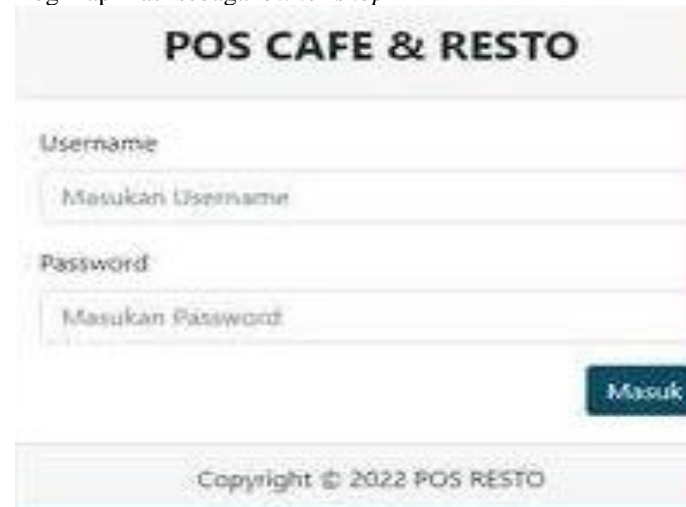 POS CAFE & RESTO
Username
Masukan Username
Password
Masukan Password
Masuk
Copyright © 2022 POS RESTO